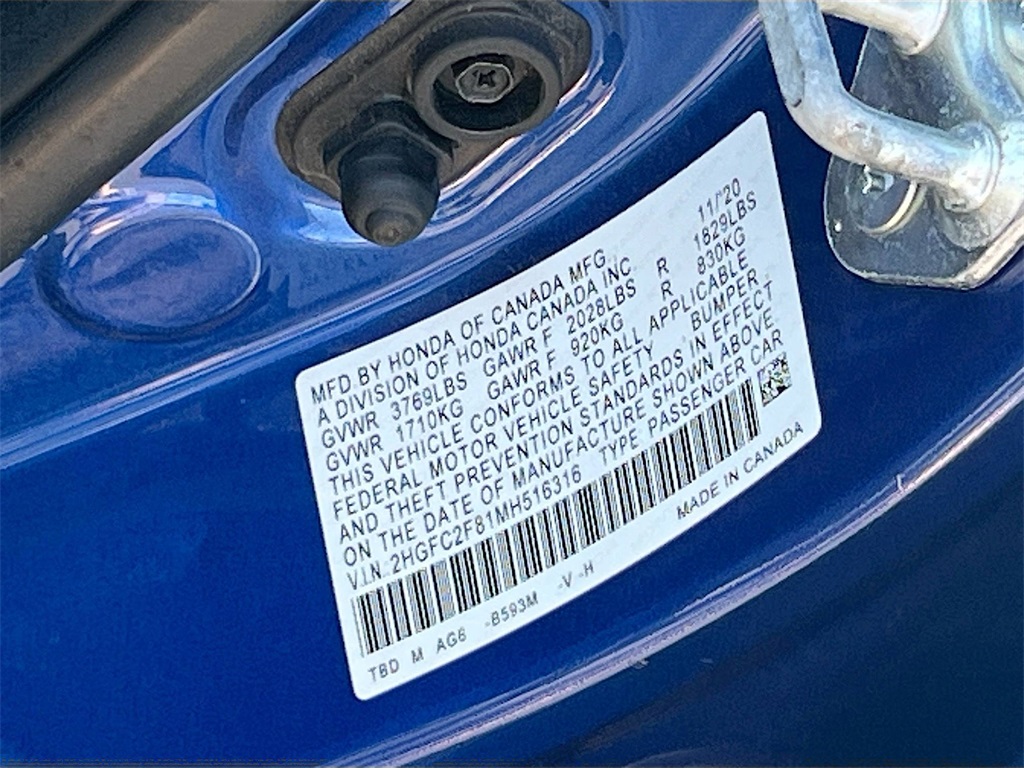 MFD.BY HONDA OF CANADA MFG. 11/'20
A DIVISION OF HONDA CANADA INC.
GVWR 3769LBS GAWR F 2028LBS R 1829LBS
GVWR 1710KG GAWR F 920KG R 830KG
THIS VEHICLE CONFORMS TO ALL APPLICABLE
FEDERAL MOTOR VEHICLE SAFETY BUMPER
AND THEFT PREVENTION STANDARDS IN EFFECT
ON THE DATE OF MANUFACTURE SHOWN ABOVE.
V.I.N.:2HGFC2F81MH516316 TYPE PASSENGER CAR
MADE IN CANADA
TBD M AG6 -B593M -V -H